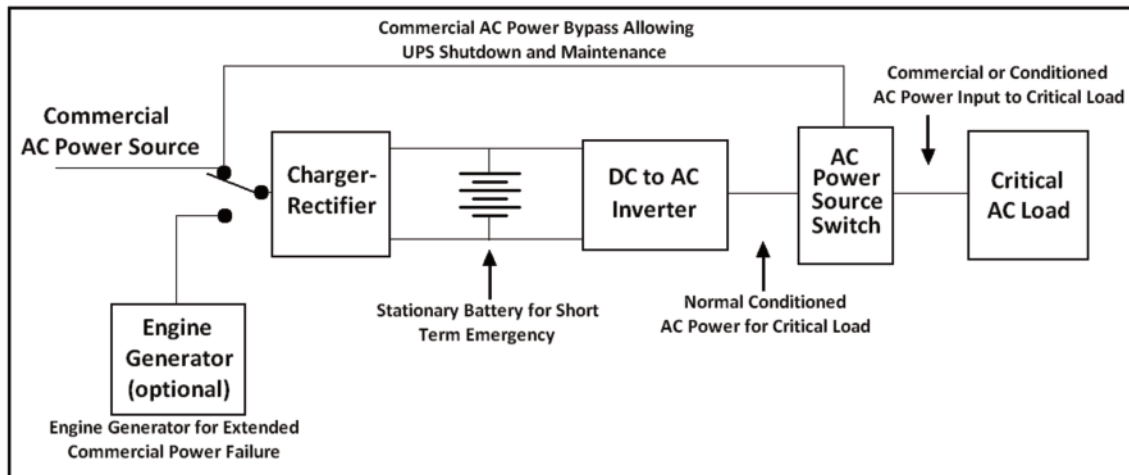 Commercial AC Power Bypass Allowing
UPS Shutdown and Maintenance
Commercial or Conditioned
AC Power Input to Critical Load
Commercial
AC Power Source
Charger-
Rectifier
DC to AC
Inverter
AC
Power
Source
Switch
Critical
AC Load
Stationary Battery for Short
Term Emergency
Normal Conditioned
AC Power for Critical Load
Engine
Generator
(optional)
Engine Generator for Extended
Commercial Power Failure